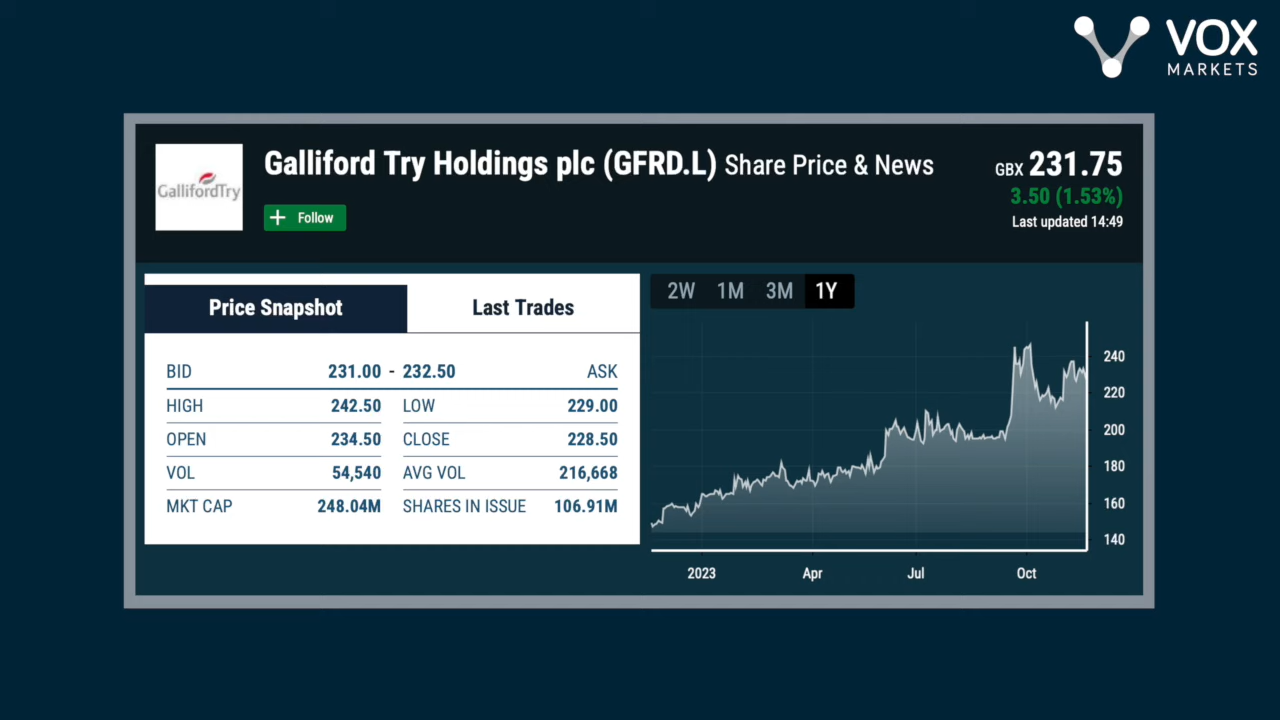 VOX
MARKETS
GallifordTry
Galliford Try Holdings plc (GFRD.L) Share Price & News
+ Follow
GBX 231.75
3.50 (1.53%)
Last updated 14:49
Price Snapshot
Last Trades
BID 231.00 - 232.50 ASK
HIGH 242.50 LOW 229.00
OPEN 234.50 CLOSE 228.50
VOL 54,540 AVG VOL 216,668
MKT CAP 248.04M SHARES IN ISSUE 106.91M
2W 1M 3M 1Y
240
220
200
180
160
140
2023 Apr Jul Oct